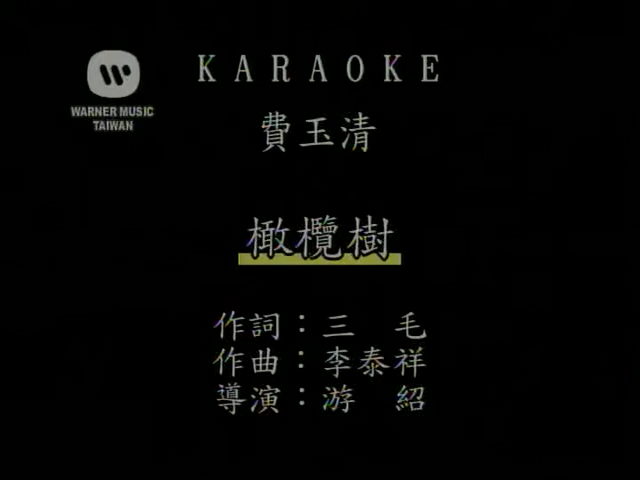 KARAOKE
WARNER MUSIC
TAIWAN
費玉清
橄欖樹
作詞：三　毛
作曲：李泰祥
導演：游　紹